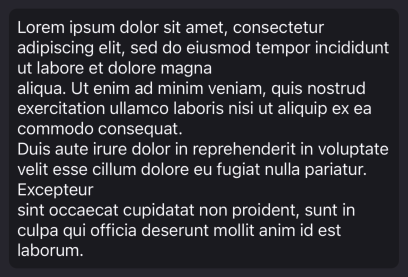 Lorem ipsum dolor sit amet, consectetur
adipiscing elit, sed do eiusmod tempor incididunt
ut labore et dolore magna
aliqua. Ut enim ad minim veniam, quis nostrud
exercitation ullamco laboris nisi ut aliquip ex ea
commodo consequat.
Duis aute irure dolor in reprehenderit in voluptate
velit esse cillum dolore eu fugiat nulla pariatur.
Excepteur
sint occaecat cupidatat non proident, sunt in
culpa qui officia deserunt mollit anim id est
laborum.